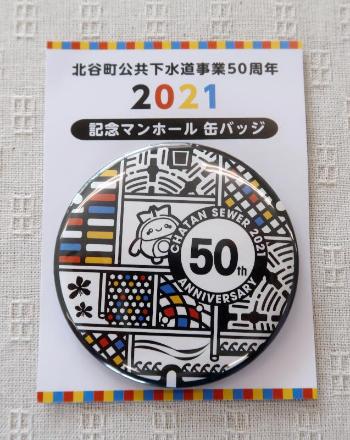 北谷町公共下水道事業50周年
2021
記念マンホール 缶バッジ
CHATAN SEWER 2021
50th
ANNIVERSARY